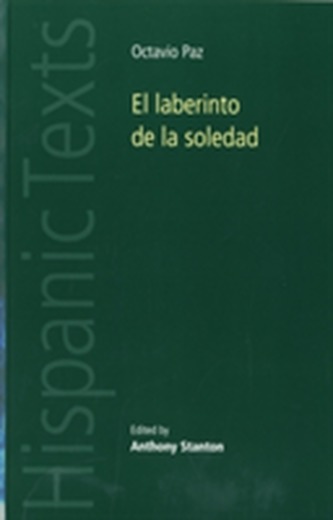 Hispanic Texts
Octavio Paz
El laberinto
de la soledad
Edited by
Anthony Stanton